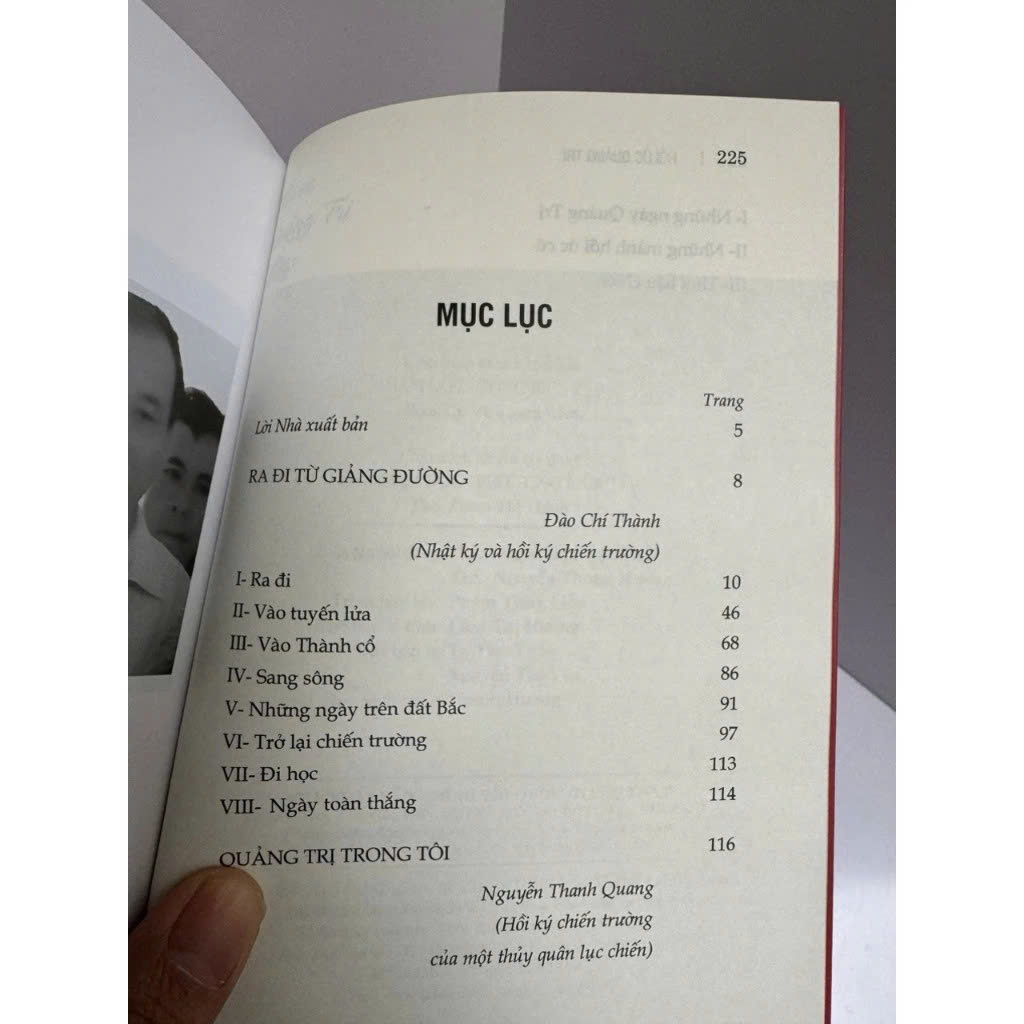 225
MỤC LỤC
Trang
Lời Nhà xuất bản 5
RA ĐI TỪ GIẢNG ĐƯỜNG 8
Đào Chí Thành
(Nhật ký và hồi ký chiến trường)
I- Ra đi 10
II- Vào tuyến lửa 46
III- Vào Thành cổ 68
IV- Sang sông 86
V- Những ngày trên đất Bắc 91
VI- Trở lại chiến trường 97
VII- Đi học 113
VIII- Ngày toàn thắng 114
QUẢNG TRỊ TRONG TÔI 116
Nguyễn Thanh Quang
(Hồi ký chiến trường
của một thủy quân lục chiến)